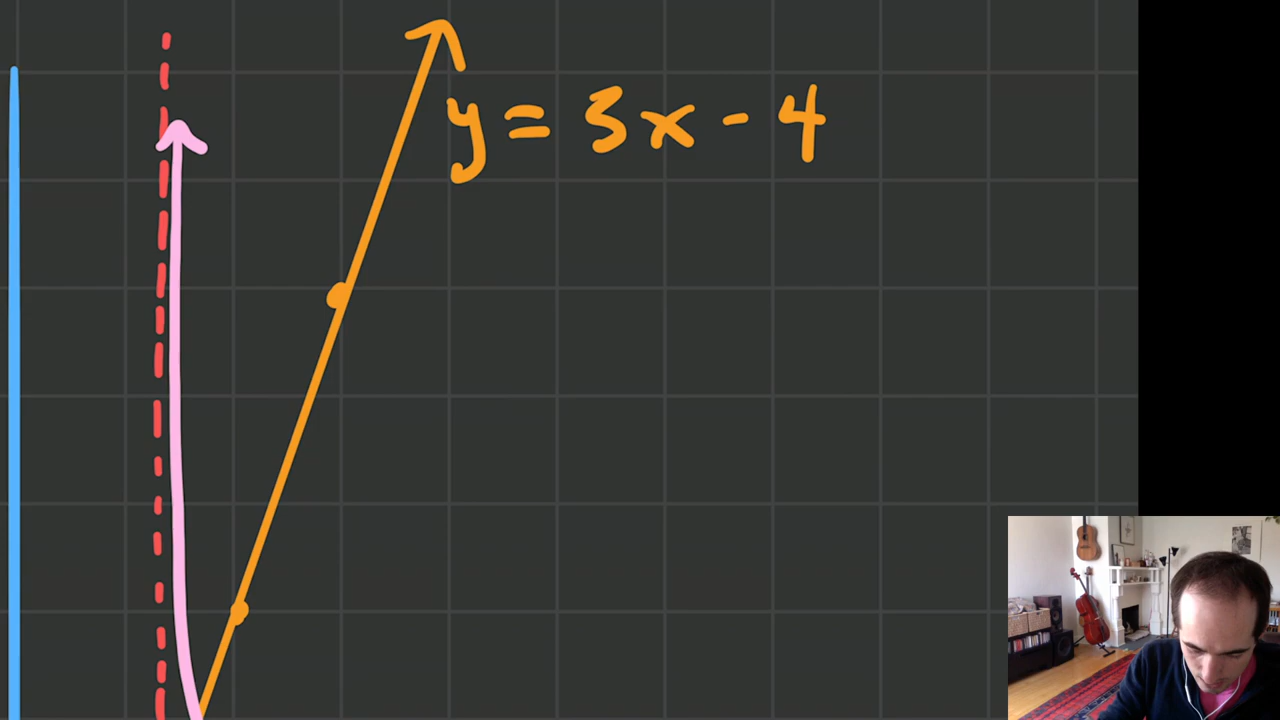 y = 3x - 4